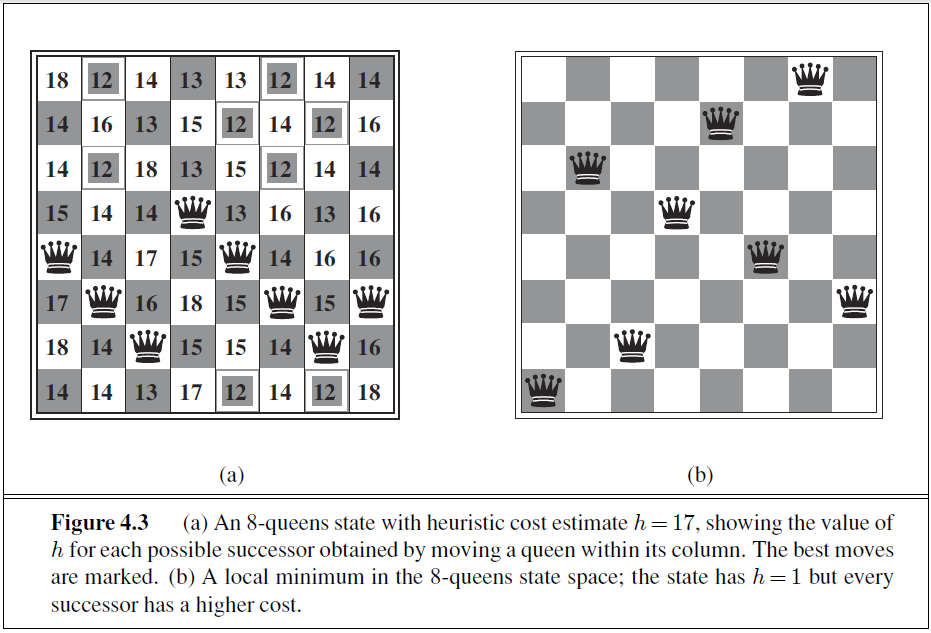 18 12 14 13 13 12 14 14
14 16 13 15 12 14 12 16
14 12 18 13 15 12 14 14
15 14 14 13 16 13 16
14 17 15 14 16 16
17 16 18 15 15
18 14 15 15 14 16
14 14 13 17 12 14 12 18
(a) (b)
Figure 4.3 (a) An 8-queens state with heuristic cost estimate h = 17, showing the value of
h for each possible successor obtained by moving a queen within its column. The best moves
are marked. (b) A local minimum in the 8-queens state space; the state has h = 1 but every
successor has a higher cost.